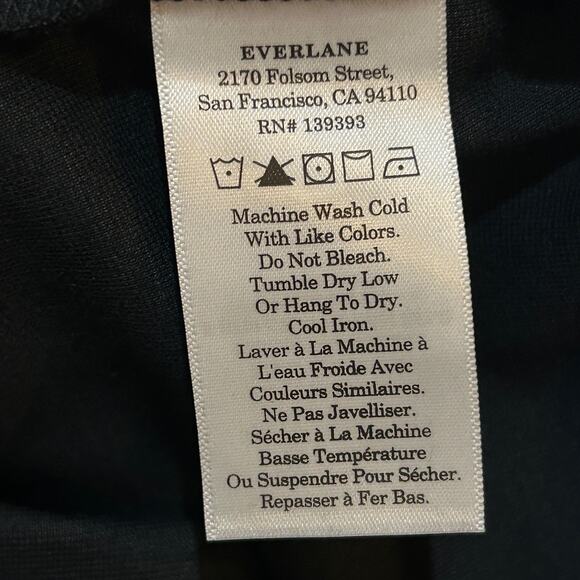 EVERLANE
2170 Folsom Street,
San Francisco, CA 94110
RN# 139393
Machine Wash Cold
With Like Colors.
Do Not Bleach.
Tumble Dry Low
Or Hang To Dry.
Cool Iron.
Laver à La Machine à
L'eau Froide Avec
Couleurs Similaires.
Ne Pas Javelliser.
Sécher à La Machine
Basse Température
Ou Suspendre Pour Sécher.
Repasser à Fer Bas.